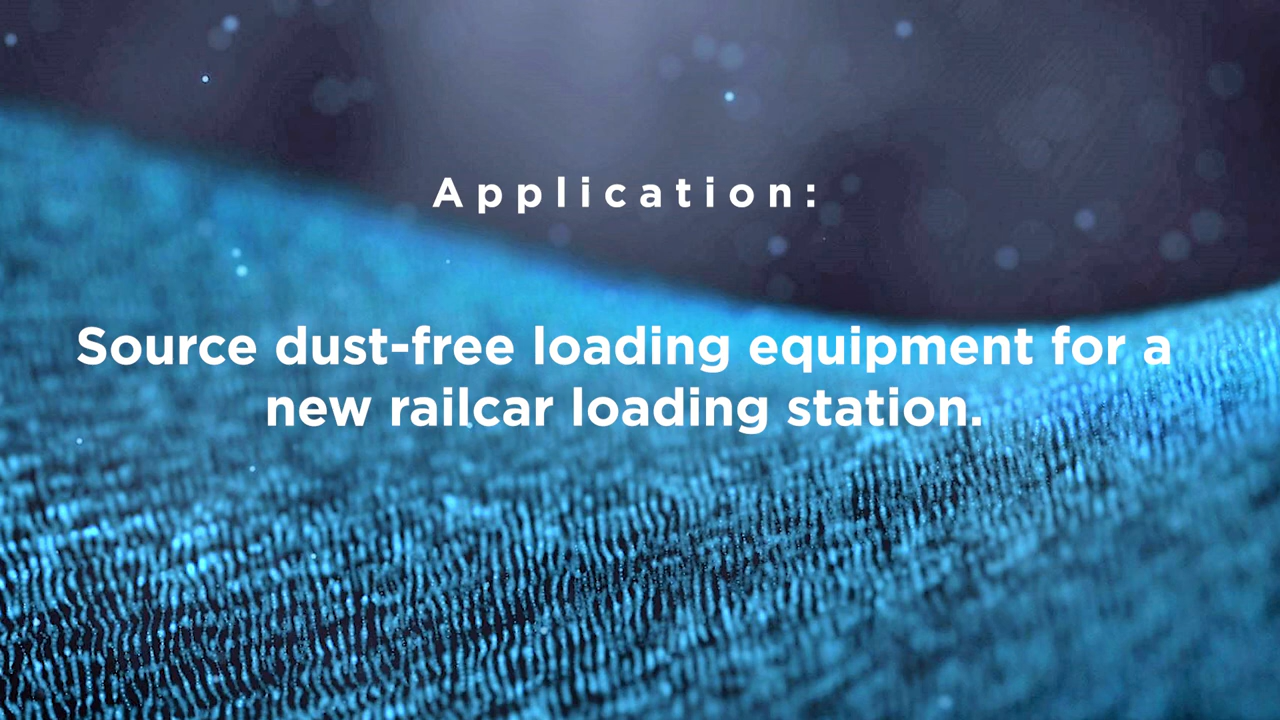 Application:
Source dust-free loading equipment for a
new railcar loading station.